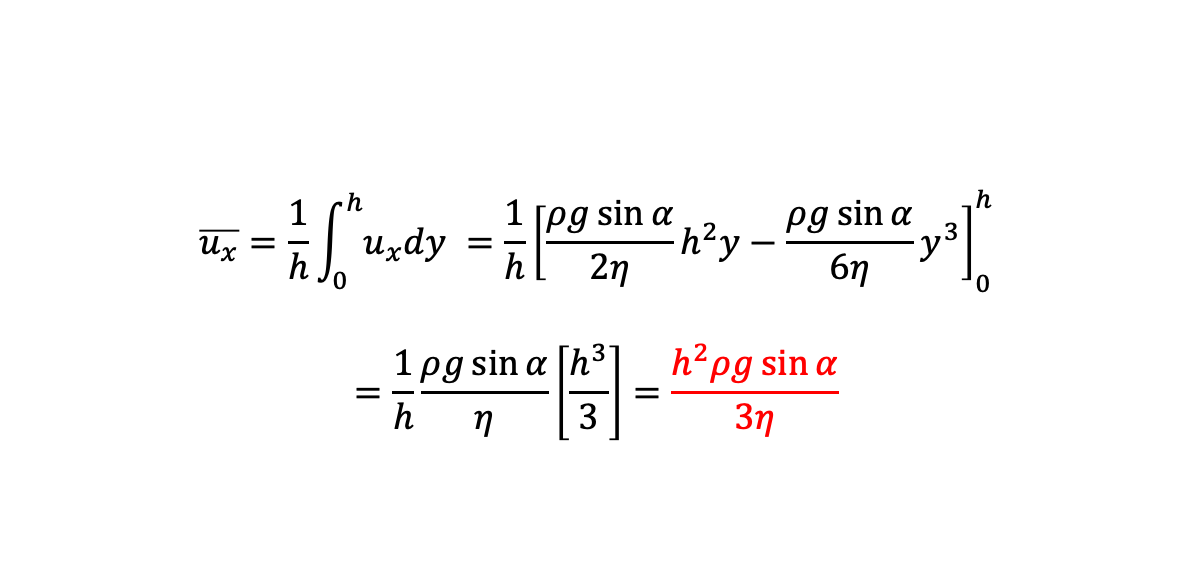 $\overline{u_x} = \frac{1}{h} \int_0^h u_x dy = \frac{1}{h} \left[ \frac{\rho g \sin \alpha}{2\eta} h^2 y - \frac{\rho g \sin \alpha}{6\eta} y^3 \right]_0^h$
$= \frac{1}{h} \frac{\rho g \sin \alpha}{\eta} \left[ \frac{h^3}{3} \right] = \frac{h^2 \rho g \sin \alpha}{3\eta}$